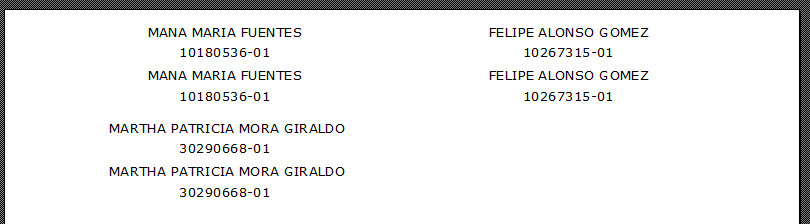 MANA MARIA FUENTES
10180536-01
MANA MARIA FUENTES
10180536-01
FELIPE ALONSO GOMEZ
10267315-01
FELIPE ALONSO GOMEZ
10267315-01
MARTHA PATRICIA MORA GIRALDO
30290668-01
MARTHA PATRICIA MORA GIRALDO
30290668-01